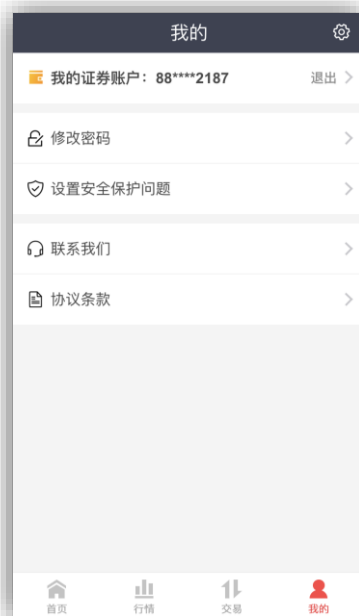 我的
我的证券账户：88****2187 退出
修改密码
设置安全保护问题
联系我们
协议条款
首页 行情 交易 我的